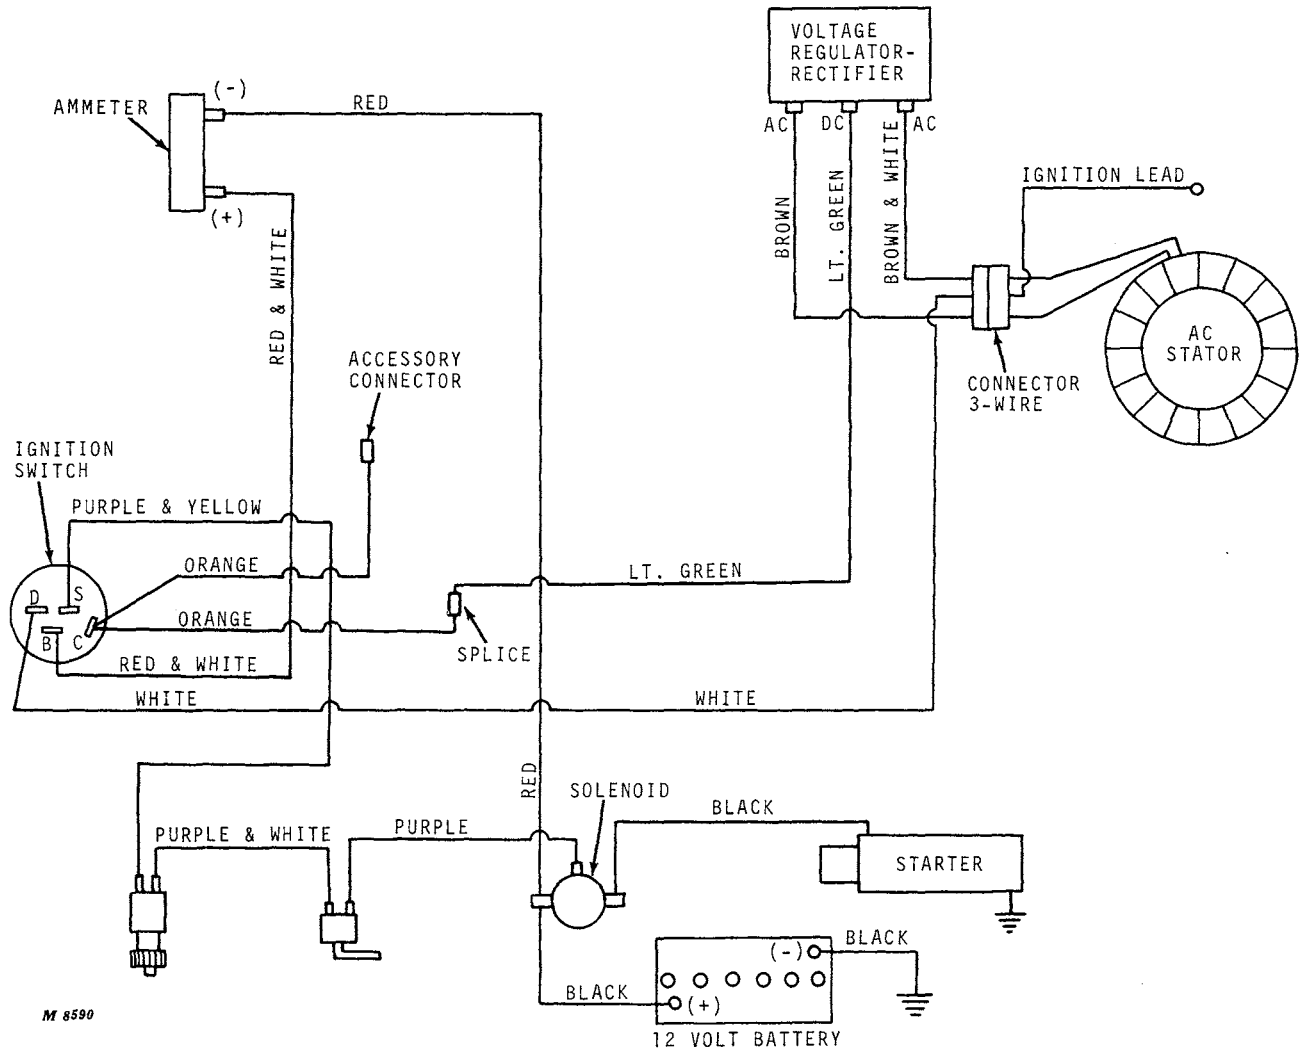 VOLTAGE
REGULATOR-
RECTIFIER
(-)
AMMETER
RED
AC
DC
AC
IGNITION LEAD
BROWN
LT. GREEN
BROWN & WHITE
(+)
RED & WHITE
AC
STATOR
ACCESSORY
CONNECTOR
CONNECTOR
3-WIRE
IGNITION
SWITCH
PURPLE & YELLOW
ORANGE
LT. GREEN
D
S
ORANGE
B
C
SPLICE
RED & WHITE
WHITE
WHITE
RED
SOLENOID
BLACK
PURPLE & WHITE
PURPLE
STARTER
(-)
BLACK
BLACK
(+)
M 8590
12 VOLT BATTERY